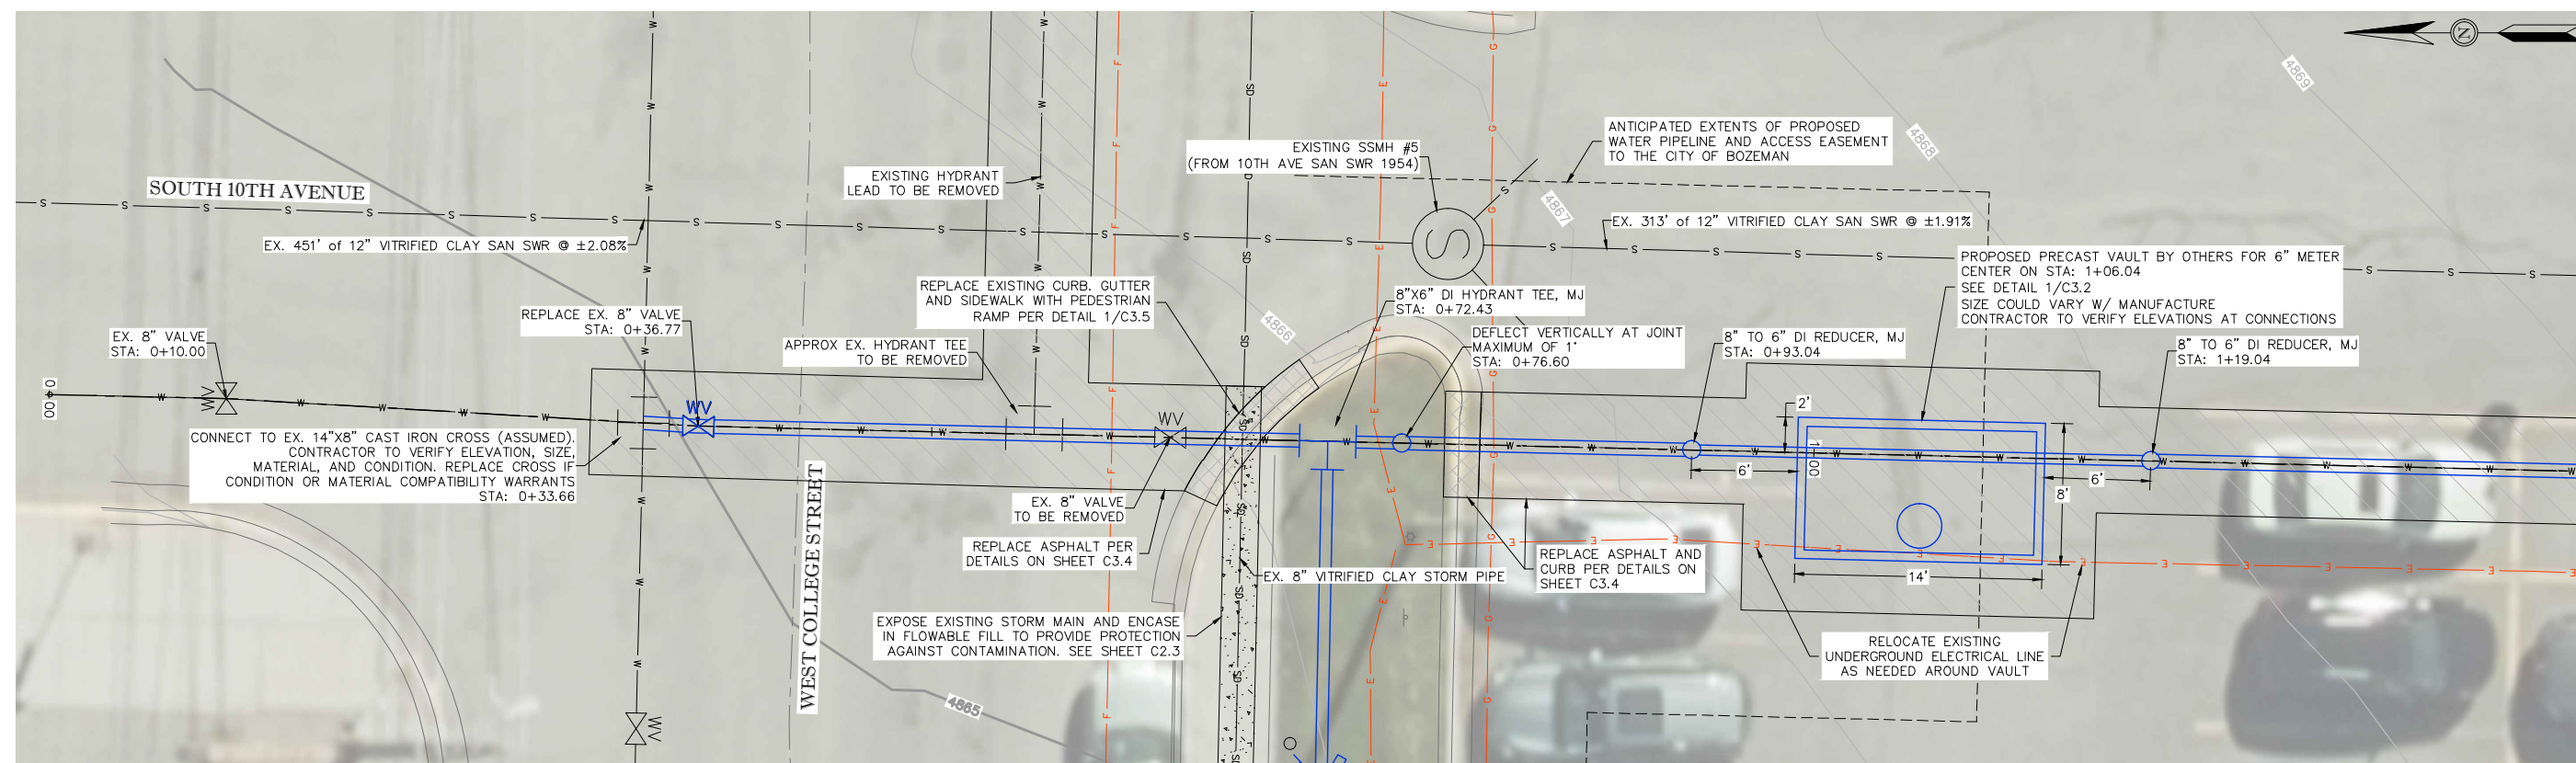 N
4869
4868
ANTICIPATED EXTENTS OF PROPOSED
WATER PIPELINE AND ACCESS EASEMENT
TO THE CITY OF BOZEMAN
EXISTING SSMH #5
(FROM 10TH AVE SAN SWR 1954)
EXISTING HYDRANT
LEAD TO BE REMOVED
SOUTH 10TH AVENUE
4867
EX. 451' of 12" VITRIFIED CLAY SAN SWR @ ±2.08%
S
EX. 313' of 12" VITRIFIED CLAY SAN SWR @ ±1.91%
PROPOSED PRECAST VAULT BY OTHERS FOR 6" METER
CENTER ON STA: 1+06.04
SEE DETAIL 1/C3.2
SIZE COULD VARY W/ MANUFACTURE
CONTRACTOR TO VERIFY ELEVATIONS AT CONNECTIONS
REPLACE EXISTING CURB. GUTTER
AND SIDEWALK WITH PEDESTRIAN
RAMP PER DETAIL 1/C3.5
8"X6" DI HYDRANT TEE, MJ
STA: 0+72.43
REPLACE EX. 8" VALVE
STA: 0+36.77
4866
DEFLECT VERTICALLY AT JOINT
MAXIMUM OF 1°
STA: 0+76.60
8" TO 6" DI REDUCER, MJ
STA: 0+93.04
8" TO 6" DI REDUCER, MJ
STA: 1+19.04
EX. 8" VALVE
STA: 0+10.00
APPROX EX. HYDRANT TEE
TO BE REMOVED
0+00
WV
WV
WV
2'
1+00
6'
8'
6'
14'
CONNECT TO EX. 14"X8" CAST IRON CROSS (ASSUMED).
CONTRACTOR TO VERIFY ELEVATION, SIZE,
MATERIAL, AND CONDITION. REPLACE CROSS IF
CONDITION OR MATERIAL COMPATIBILITY WARRANTS
STA: 0+33.66
EX. 8" VALVE
TO BE REMOVED
REPLACE ASPHALT PER
DETAILS ON SHEET C3.4
EX. 8" VITRIFIED CLAY STORM PIPE
REPLACE ASPHALT AND
CURB PER DETAILS ON
SHEET C3.4
WEST COLLEGE STREET
EXPOSE EXISTING STORM MAIN AND ENCASE
IN FLOWABLE FILL TO PROVIDE PROTECTION
AGAINST CONTAMINATION. SEE SHEET C2.3
RELOCATE EXISTING
UNDERGROUND ELECTRICAL LINE
AS NEEDED AROUND VAULT
4865
WV